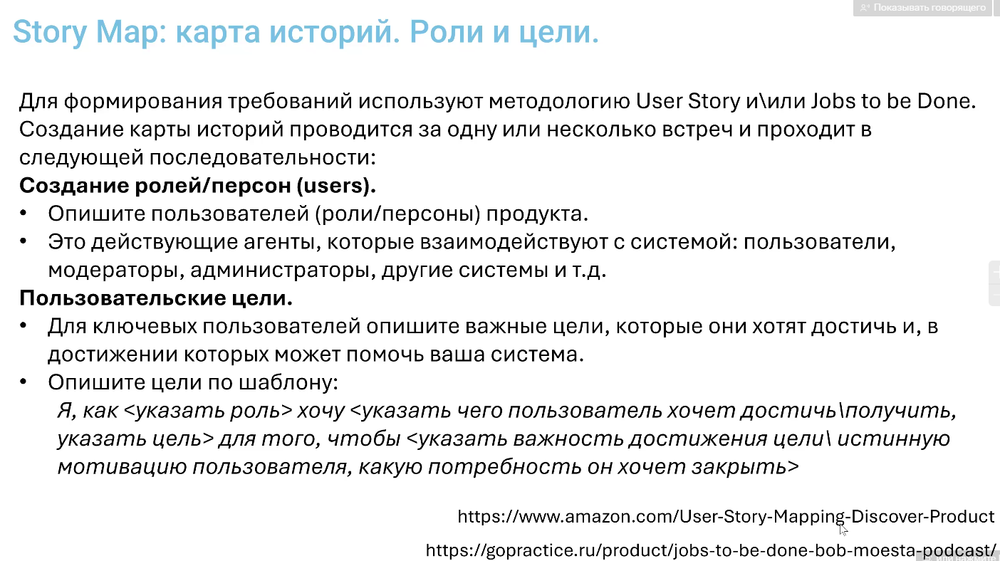 Показывать говорящего
Story Map: карта историй. Роли и цели.
Для формирования требований используют методологию User Story и\или Jobs to be Done.
Создание карты историй проводится за одну или несколько встреч и проходит в
следующей последовательности:
Создание ролей/персон (users).
• Опишите пользователей (роли/персоны) продукта.
• Это действующие агенты, которые взаимодействуют с системой: пользователи,
модераторы, администраторы, другие системы и т.д.
Пользовательские цели.
• Для ключевых пользователей опишите важные цели, которые они хотят достичь и, в
достижении которых может помочь ваша система.
• Опишите цели по шаблону:
Я, как <указать роль> хочу <указать чего пользователь хочет достичь\получить,
указать цель> для того, чтобы <указать важность достижения цели\ истинную
мотивацию пользователя, какую потребность он хочет закрыть>
https://www.amazon.com/User-Story-Mapping-Discover-Product
https://gopractice.ru/product/jobs-to-be-done-bob-moesta-podcast/
или нажмите